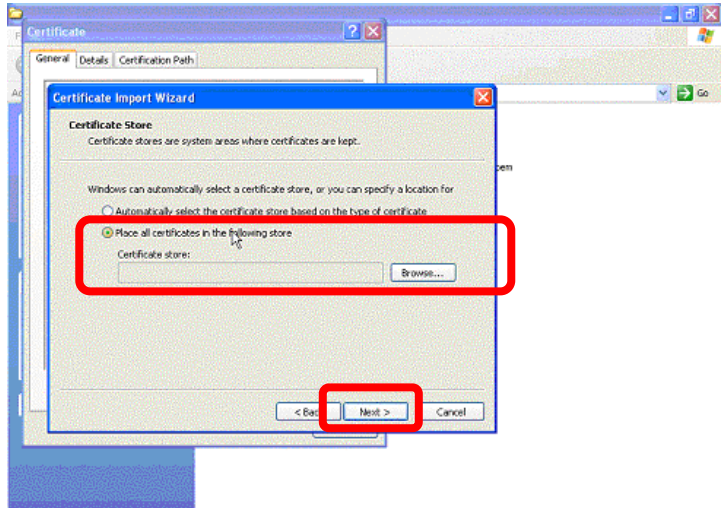 Certificate
General Details Certification Path
Go
Certificate Import Wizard
Certificate Store
Certificate stores are system areas where certificates are kept.
Windows can automatically select a certificate store, or you can specify a location for
Automatically select the certificate store based on the type of certificate
Place all certificates in the following store
Certificate store:
Browse...
Next >
Cancel